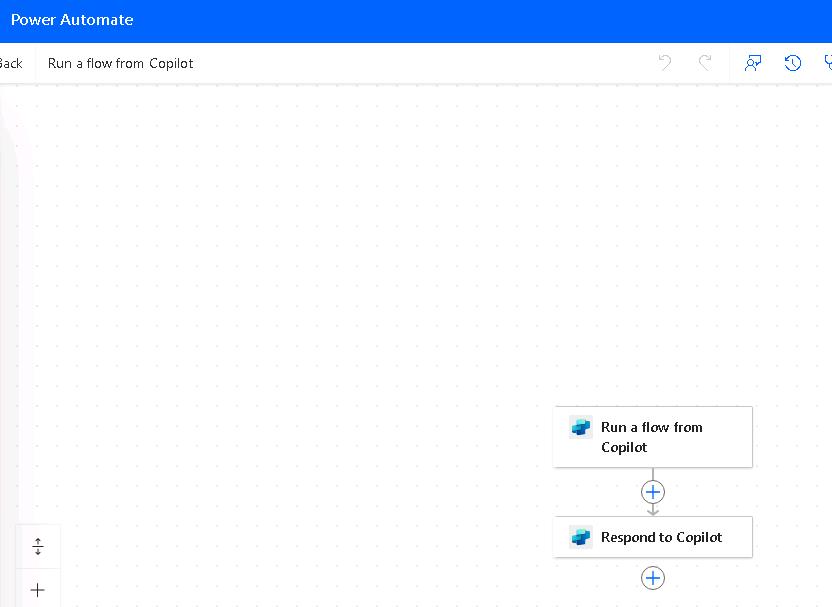 Power Automate
Back
Run a flow from Copilot
Run a flow from
Copilot
Respond to Copilot